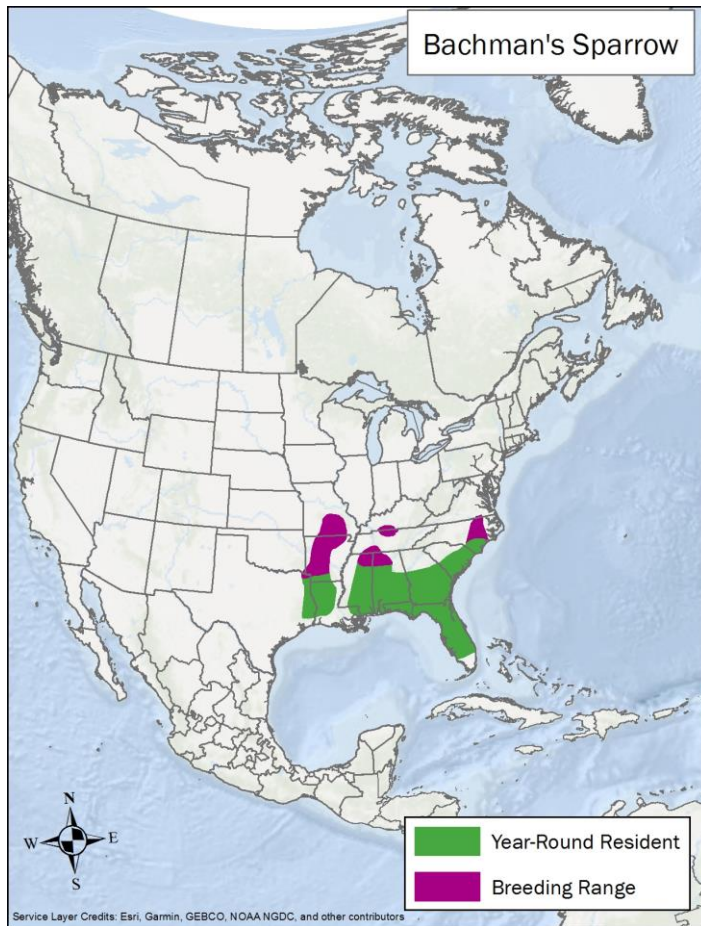 Bachman's Sparrow
N
W E
S
Year-Round Resident
Breeding Range
Service Layer Credits: Esri, Garmin, GEBCO, NOAA NGDC, and other contributors